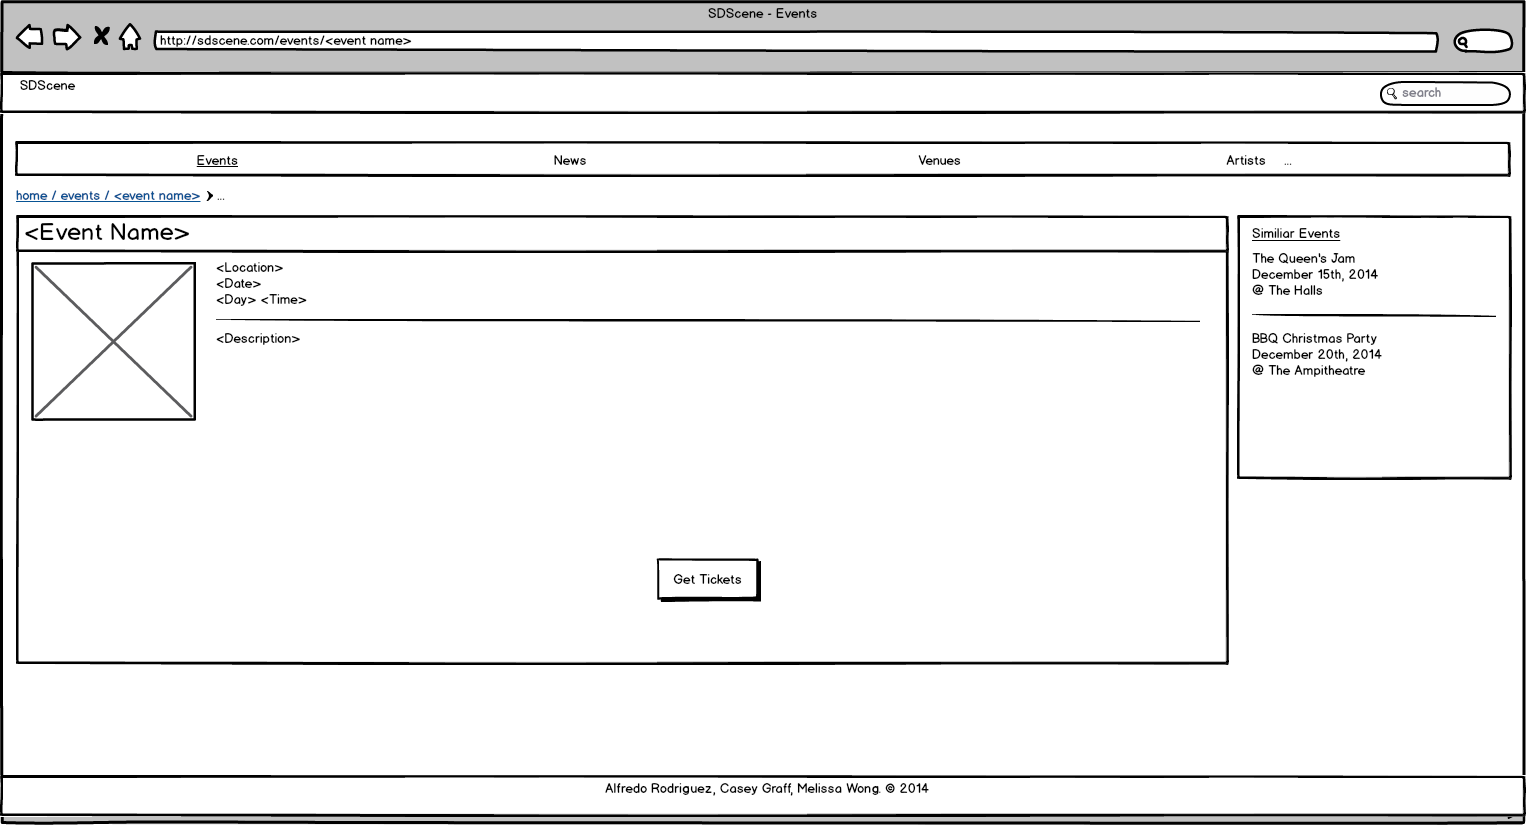 SDScene - Events
http://sdscene.com/events/<event name>
SDScene
search
Events News Venues Artists ...
home / events / <event name> ...
<Event Name>
<Location>
<Date>
<Day> <Time>
<Description>
Get Tickets
Similiar Events
The Queen's Jam
December 15th, 2014
@ The Halls
BBQ Christmas Party
December 20th, 2014
@ The Ampitheatre
Alfredo Rodriguez, Casey Graff, Melissa Wong. © 2014